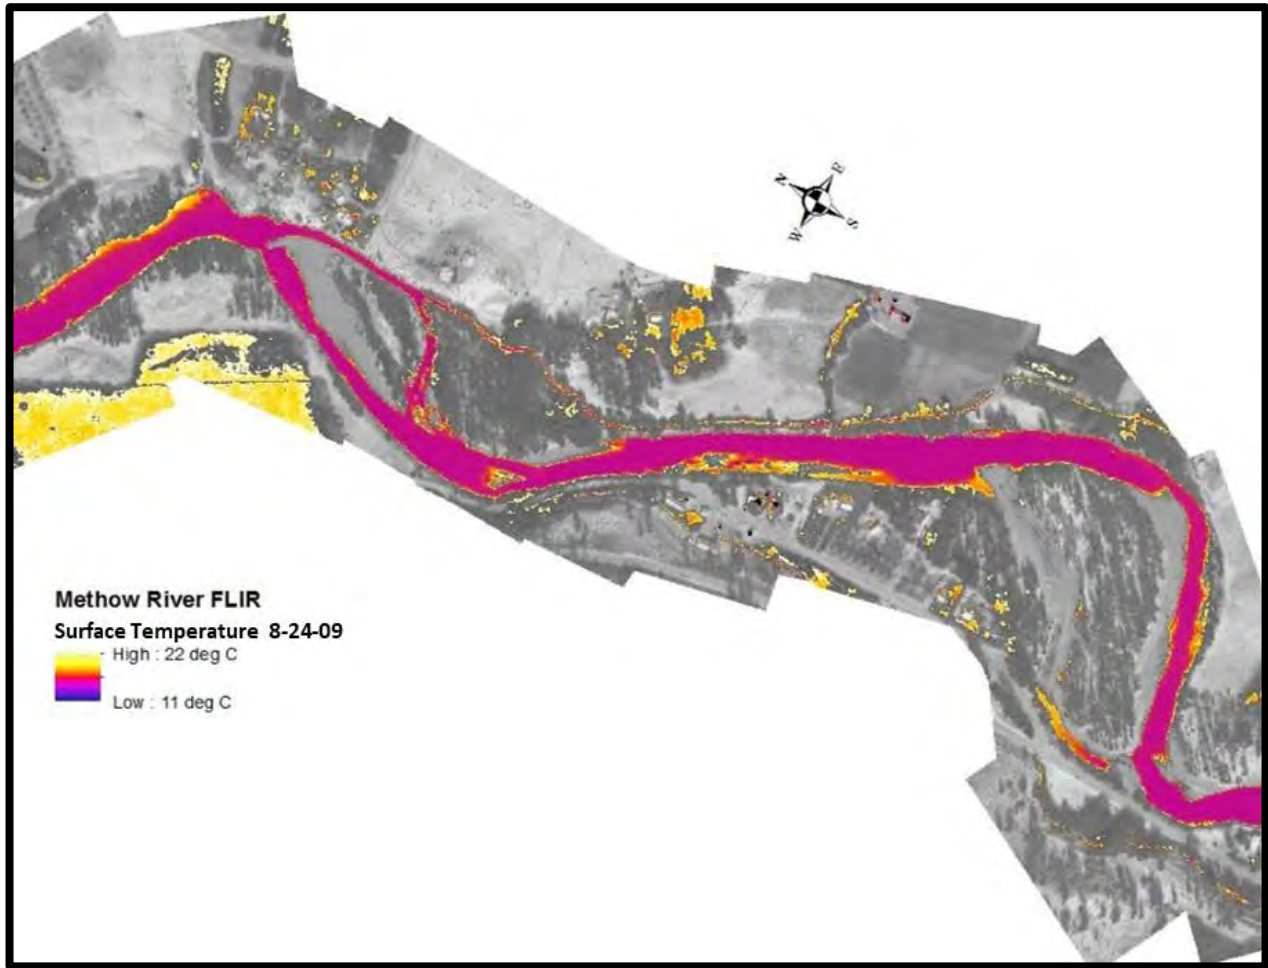 N
E
W
S
Methow River FLIR
Surface Temperature 8-24-09
High : 22 deg C
Low : 11 deg C